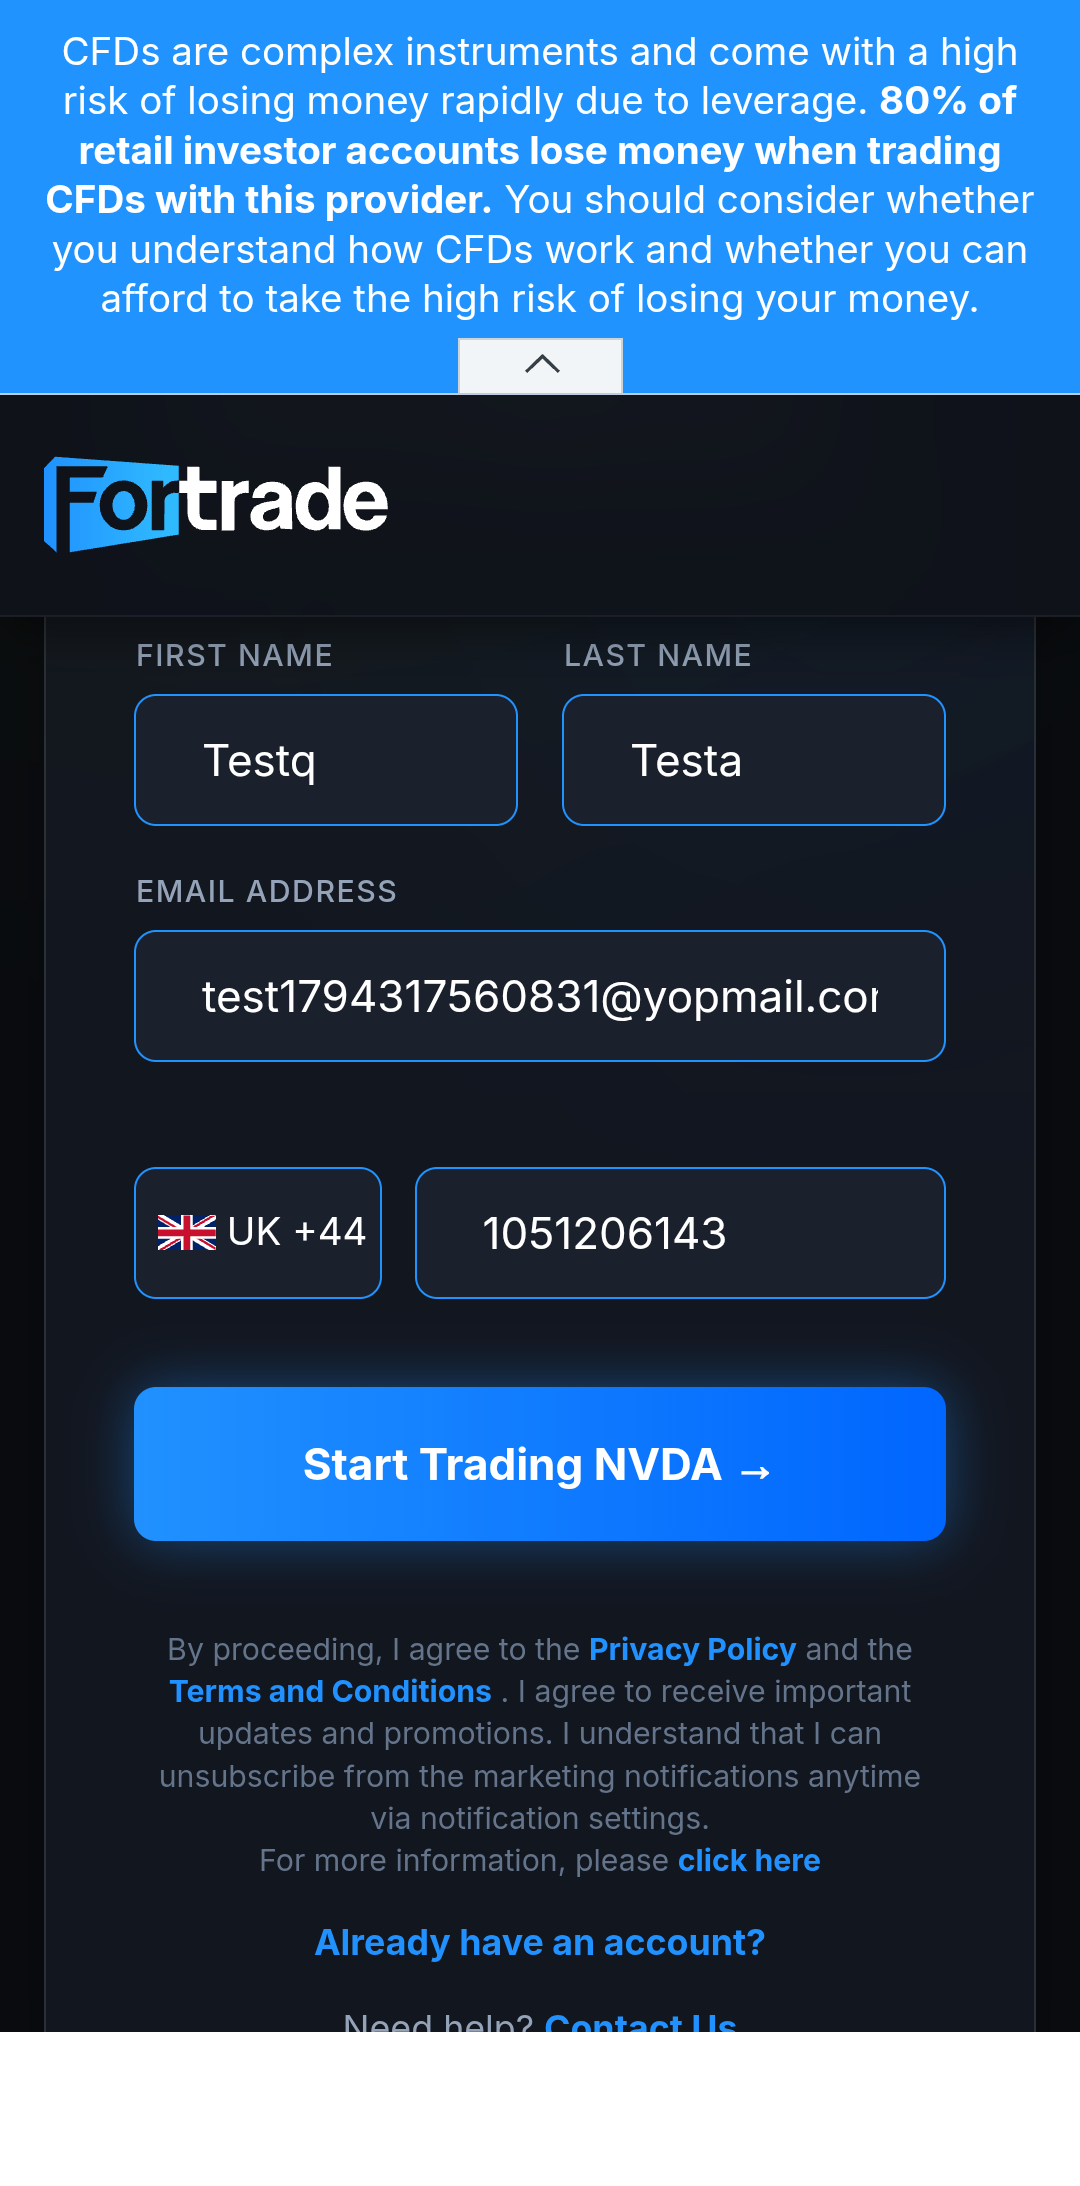 CFDs are complex instruments and come with a high
risk of losing money rapidly due to leverage. 80% of
retail investor accounts lose money when trading
CFDs with this provider. You should consider whether
you understand how CFDs work and whether you can
afford to take the high risk of losing your money.
Fortrade
FIRST NAME LAST NAME
Testq Testa
EMAIL ADDRESS
test1794317560831@yopmail.cor
UK +44 1051206143
Start Trading NVDA →
By proceeding, I agree to the Privacy Policy and the
Terms and Conditions . I agree to receive important
updates and promotions. I understand that I can
unsubscribe from the marketing notifications anytime
via notification settings.
For more information, please click here
Already have an account?
Need help? Contact Us